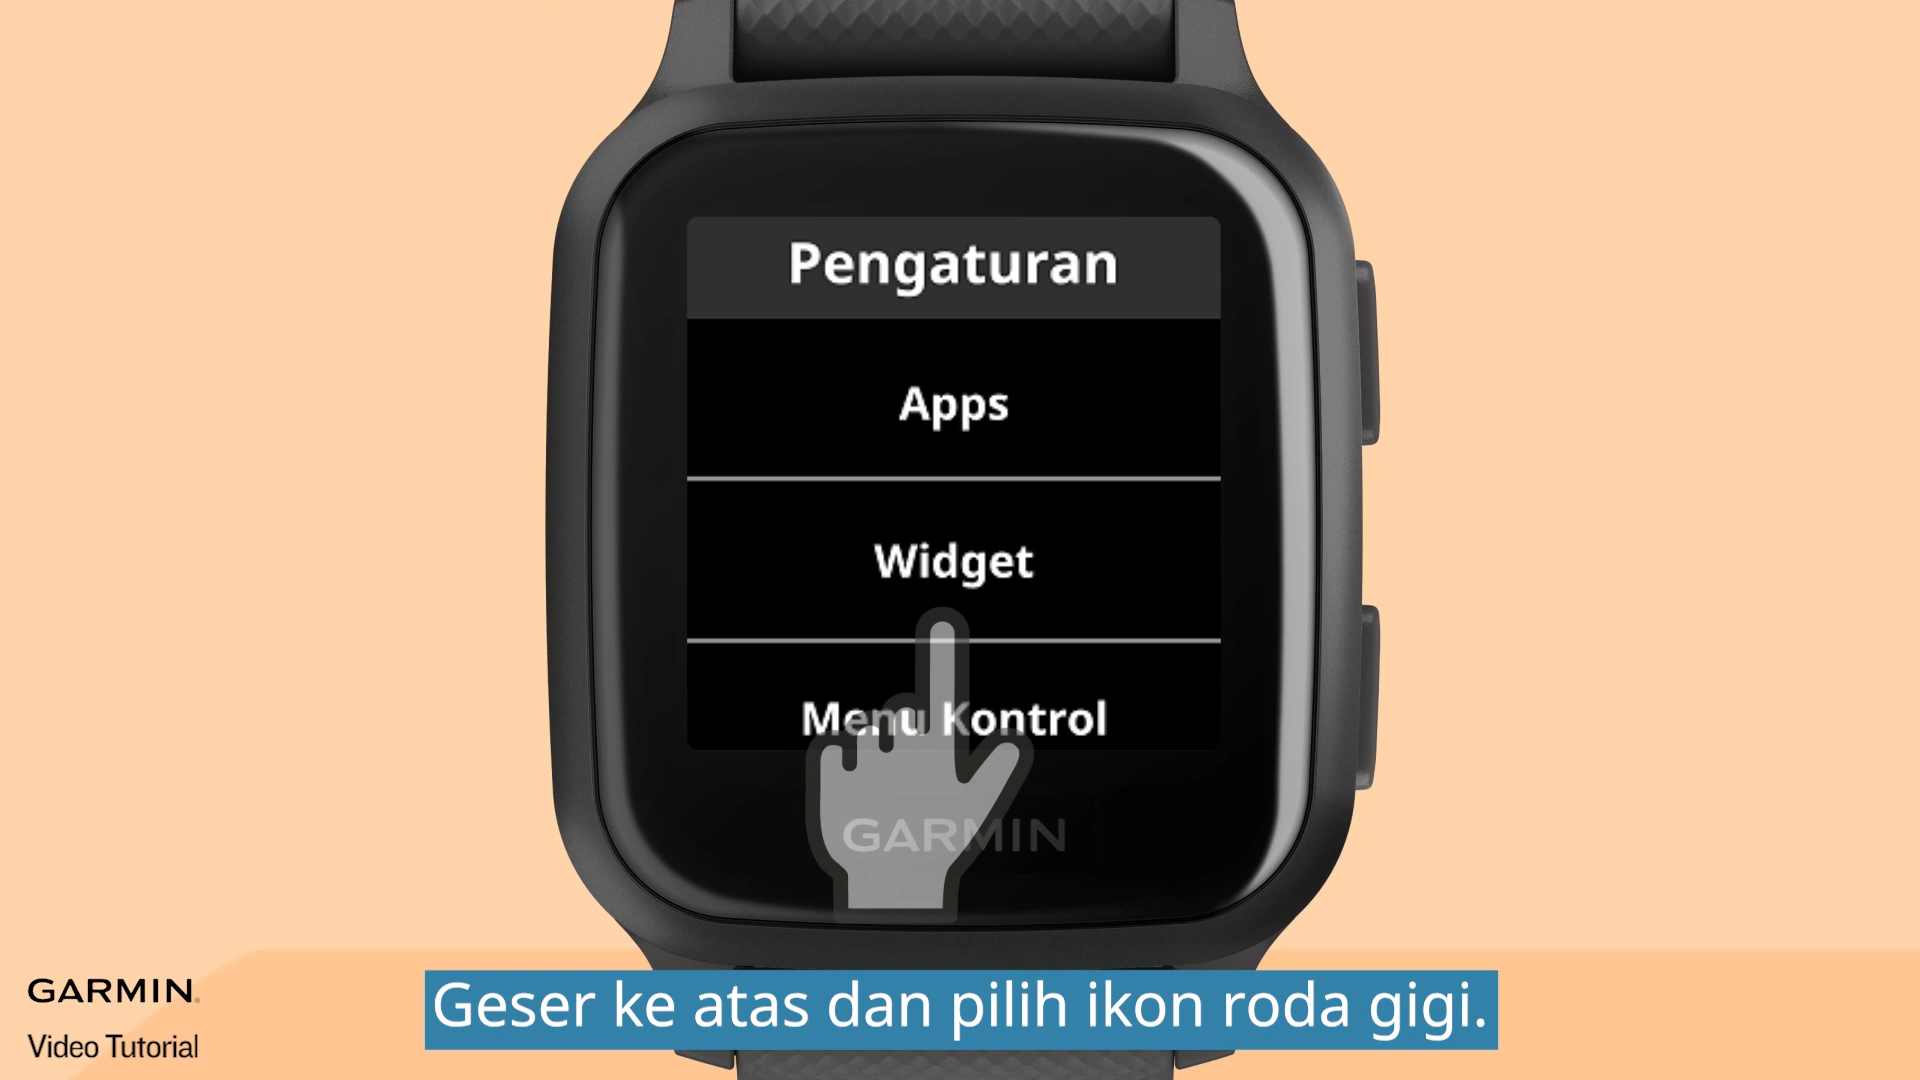 Pengaturan
Apps
Widget
Menu Kontrol
GARMIN
GARMIN
Video Tutorial
Geser ke atas dan pilih ikon roda gigi.